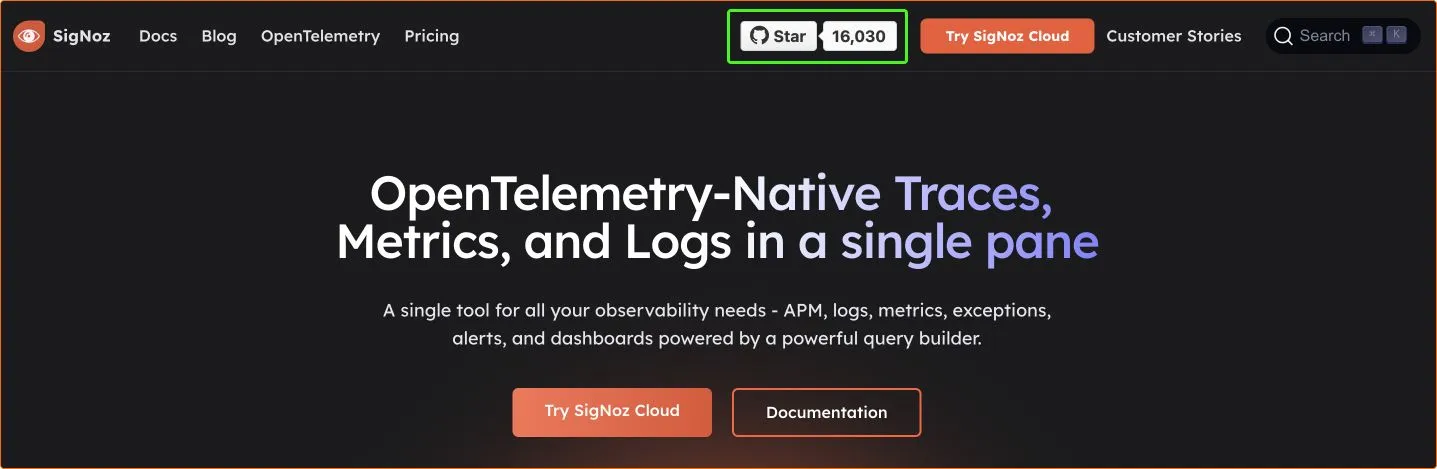 SigNoz Docs Blog OpenTelemetry Pricing Star 16,030 Try SigNoz Cloud Customer Stories Search ⌘ K
OpenTelemetry-Native Traces,
Metrics, and Logs in a single pane
A single tool for all your observability needs - APM, logs, metrics, exceptions,
alerts, and dashboards powered by a powerful query builder.
Try SigNoz Cloud Documentation